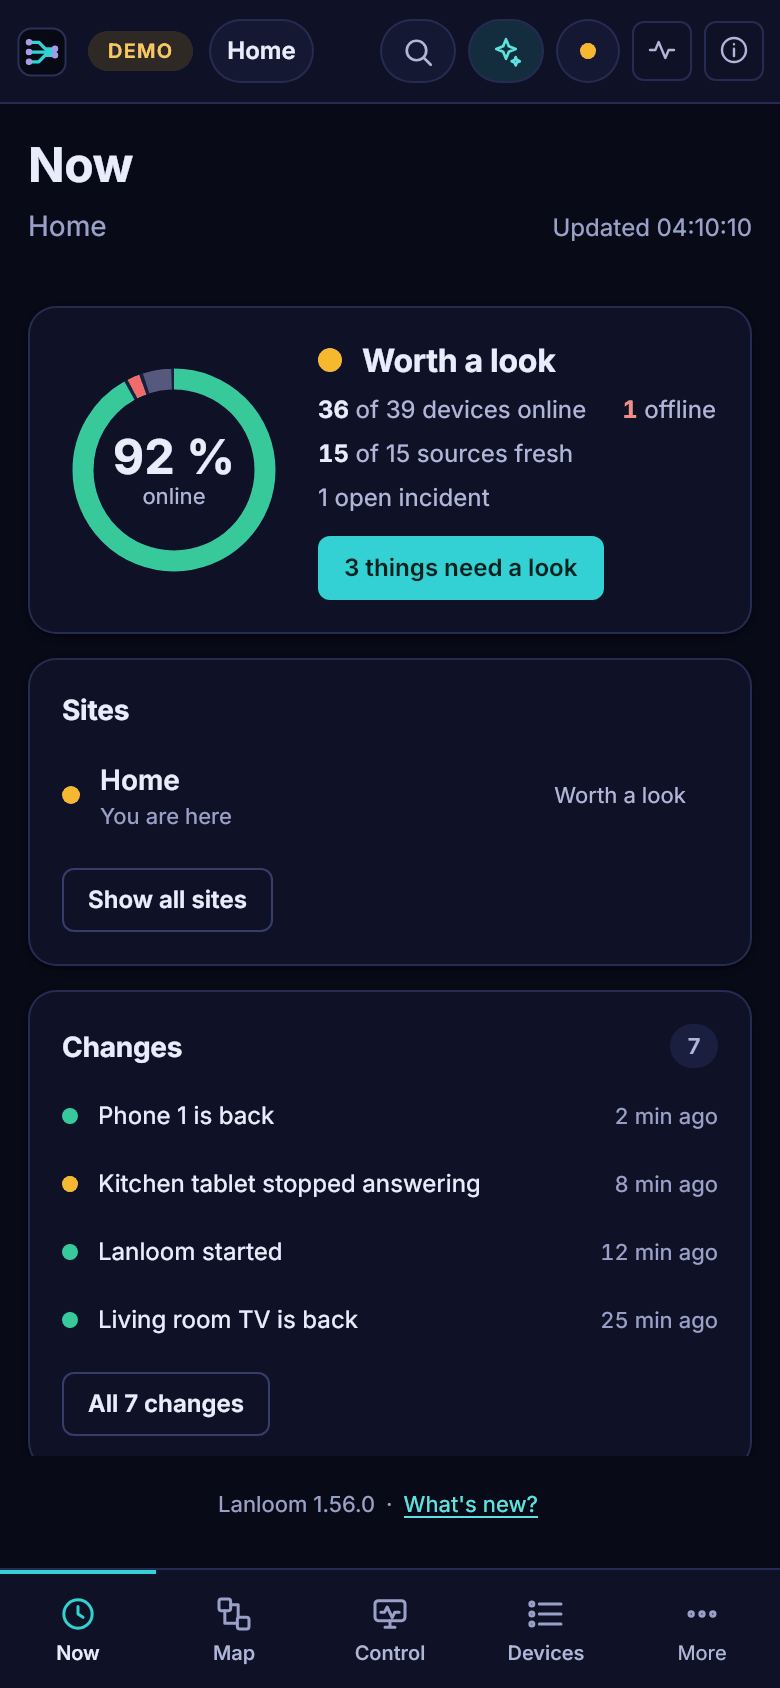 DEMO Home
Now
Home Updated 04:10:10
92 %
online
Worth a look
36 of 39 devices online 1 offline
15 of 15 sources fresh
1 open incident
3 things need a look
Sites
Home
You are here
Worth a look
Show all sites
Changes 7
Phone 1 is back 2 min ago
Kitchen tablet stopped answering 8 min ago
Lanloom started 12 min ago
Living room TV is back 25 min ago
All 7 changes
Lanloom 1.56.0 · What's new?
Now Map Control Devices More